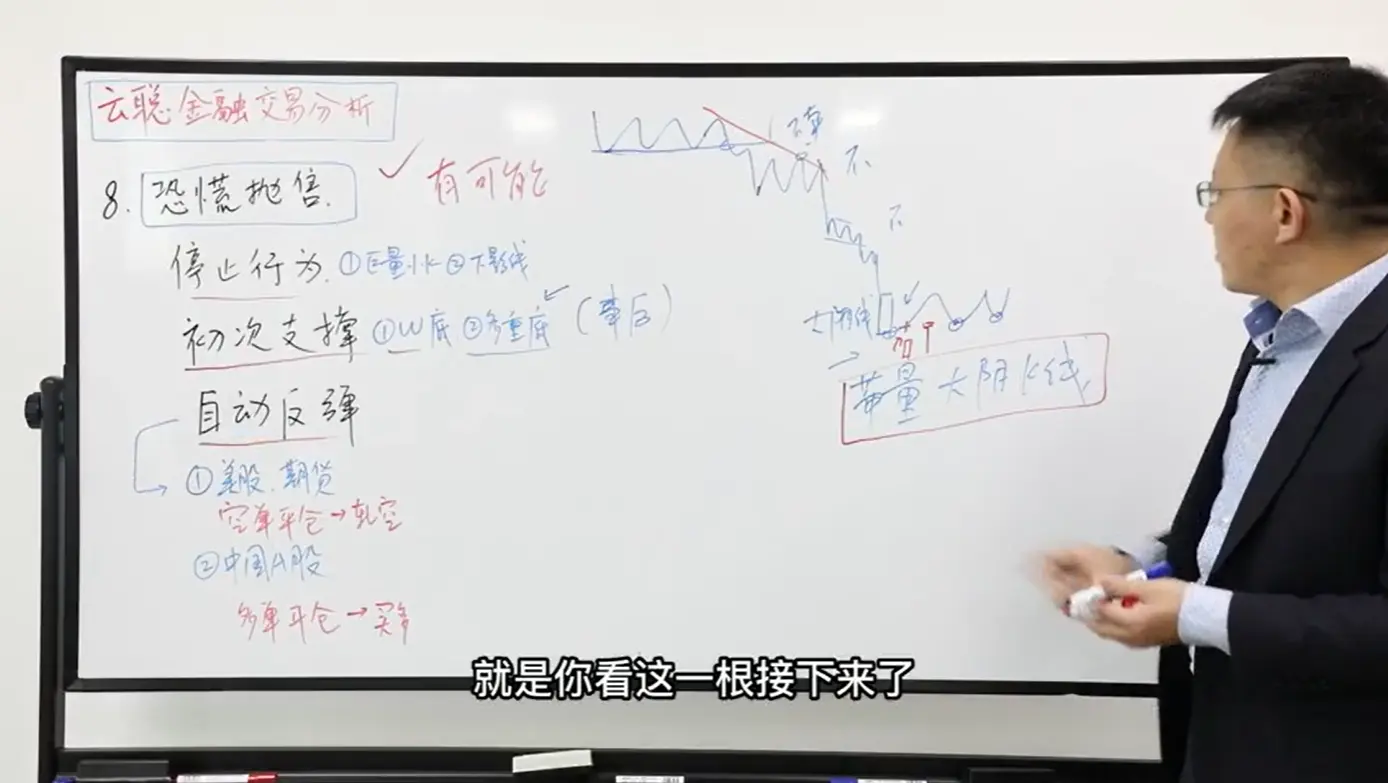 云聪金融交易分析
8. 恐慌抛售. 有可能
停止行为. ①巨量小K ②下影线
初次支撑 ①W底 ②多重底 (幸后)
自动反弹
①美股.期货
空单平仓→轧空
②中国A股
多单平仓→买多
不
不
大阴线
蓄量大阴K线
就是你看这一根接下来了